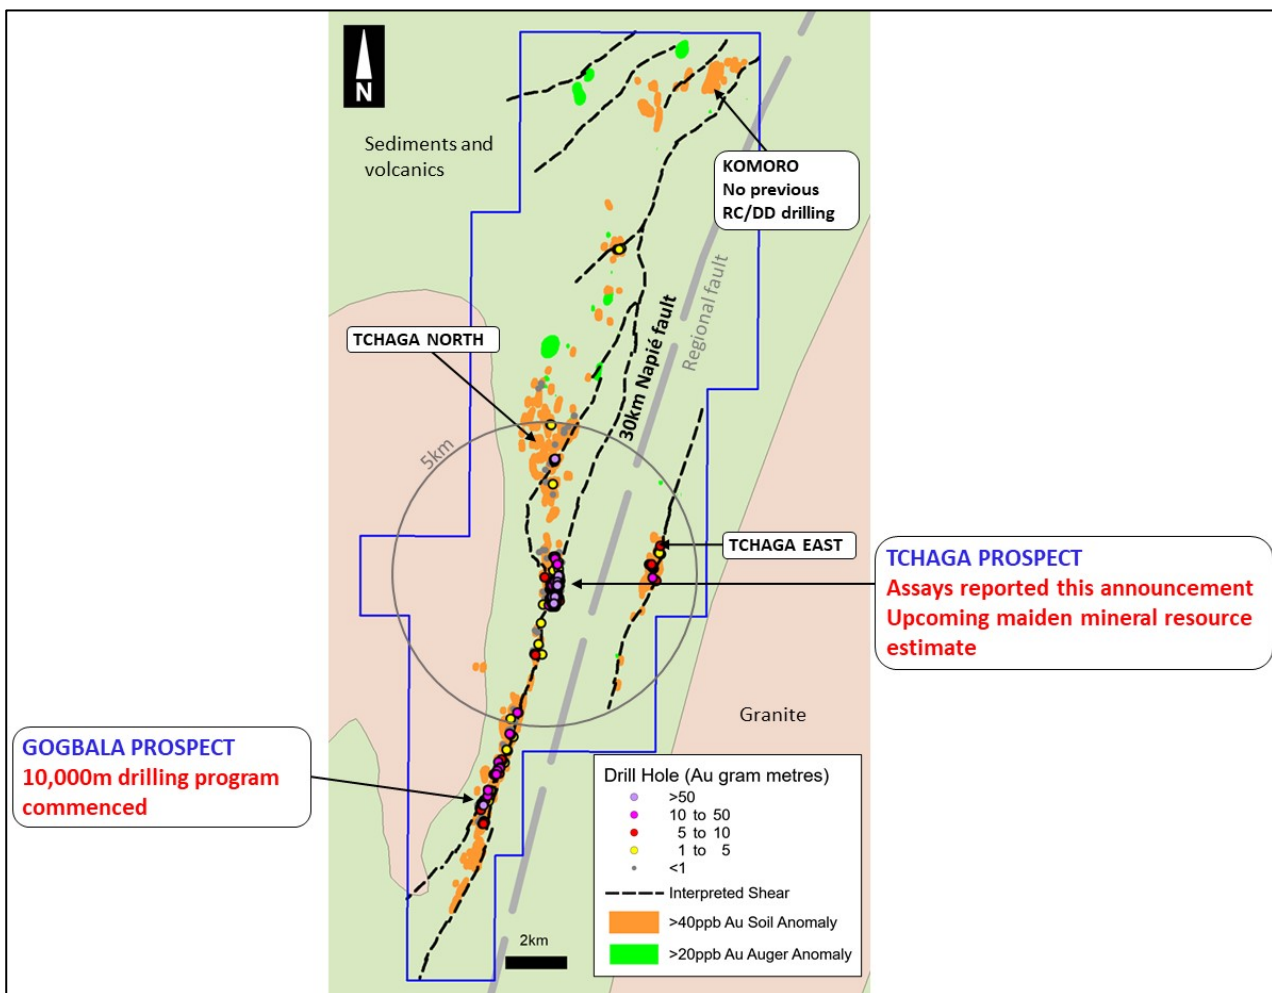 N
Sediments and
volcanics
KOMORO
No previous
RC/DD drilling
Regional fault
30km Napié fault
TCHAGA NORTH
5km
TCHAGA EAST
TCHAGA PROSPECT
Assays reported this announcement
Upcoming maiden mineral resource
estimate
Granite
GOGBALA PROSPECT
10,000m drilling program
commenced
Drill Hole (Au gram metres)
>50
10 to 50
5 to 10
1 to 5
<1
Interpreted Shear
>40ppb Au Soil Anomaly
>20ppb Au Auger Anomaly
2km